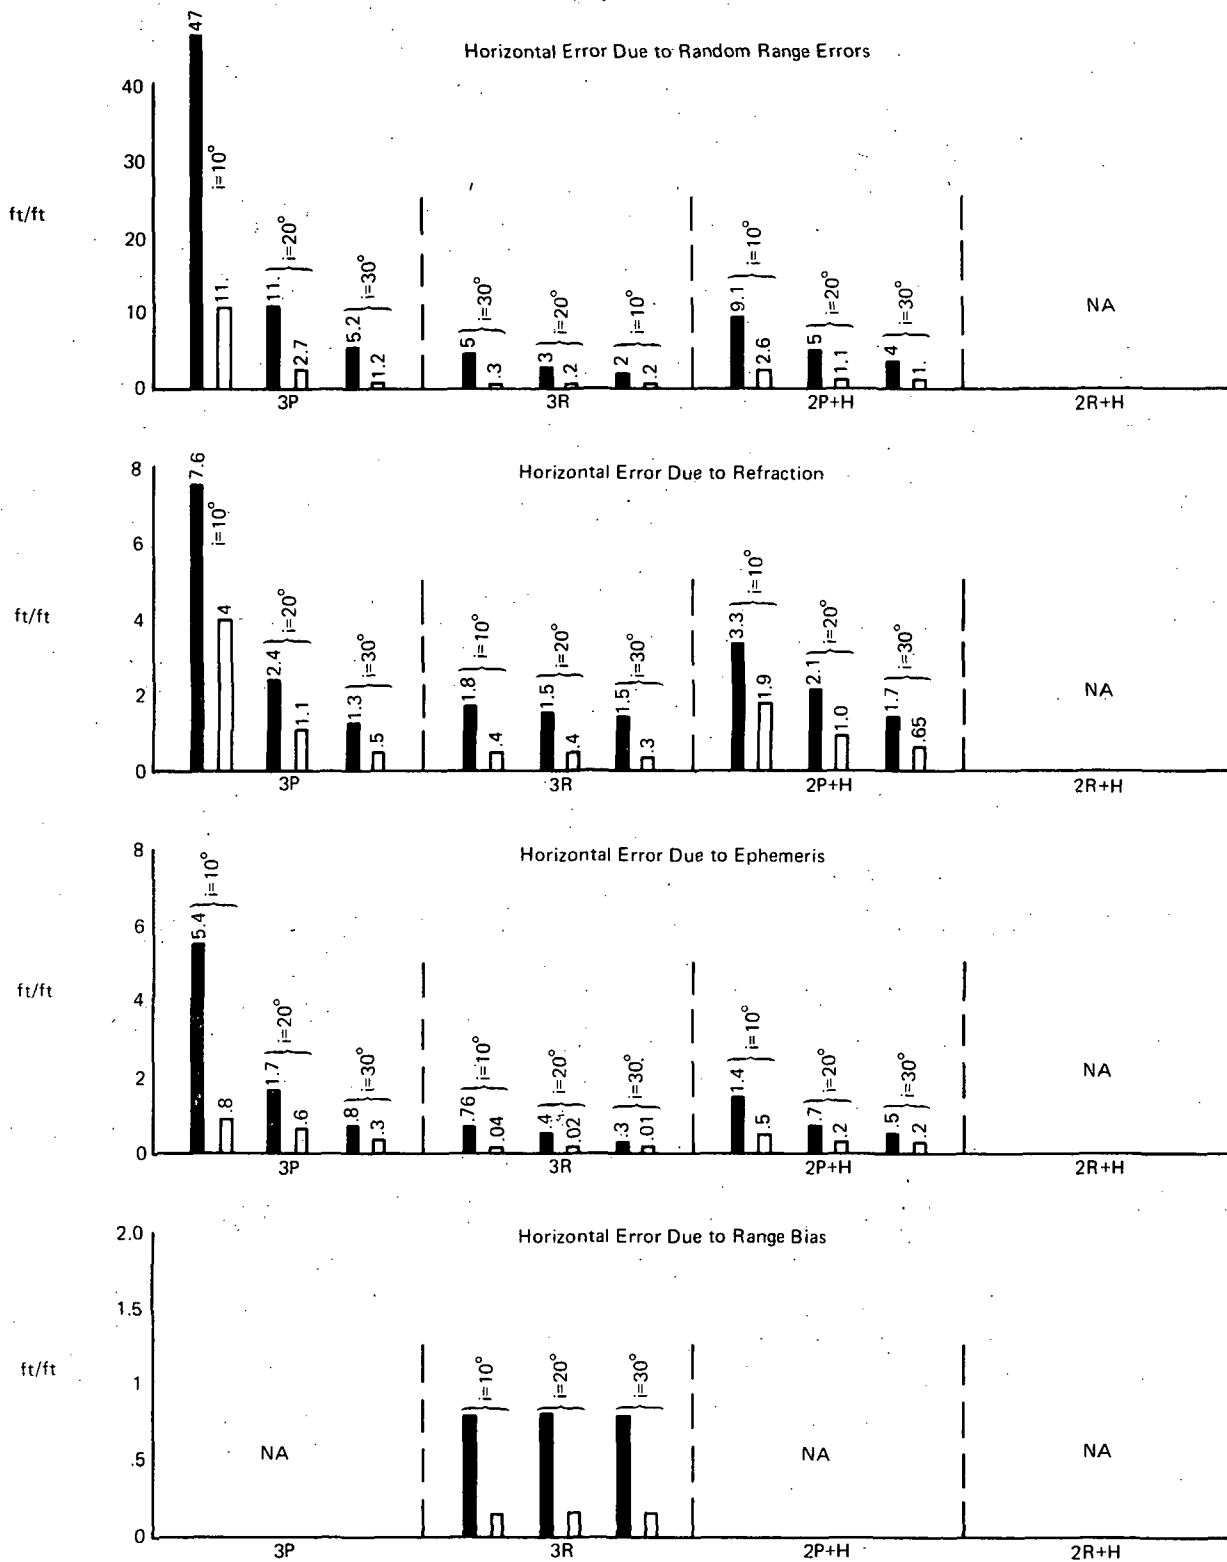 Horizontal Error Due to Random Range Errors
ft/ft
40
30
20
10
0
47
i=10°
11.
11.
i=20°
2.7
5.2
i=30°
1.2
5
i=30°
.3
3
i=20°
.2
2
i=10°
.2
9.1
i=10°
2.6
5
i=20°
1.1
4
i=30°
1.
NA
3P
3R
2P+H
2R+H
Horizontal Error Due to Refraction
ft/ft
8
6
4
2
0
7.6
i=10°
4
2.4
i=20°
1.1
1.3
i=30°
.5
1.8
i=10°
.4
1.5
i=20°
.4
1.5
i=30°
.3
3.3
i=10°
1.9
2.1
i=20°
1.0
1.7
i=30°
.65
NA
3P
3R
2P+H
2R+H
Horizontal Error Due to Ephemeris
ft/ft
8
6
4
2
0
5.4
i=10°
.8
1.7
i=20°
.6
.8
i=30°
.3
.76
i=10°
.04
.4
i=20°
.02
.3
i=30°
.01
1.4
i=10°
.5
.7
i=20°
.2
.5
i=30°
.2
NA
3P
3R
2P+H
2R+H
Horizontal Error Due to Range Bias
ft/ft
2.0
1.5
1
.5
0
NA
i=10°
i=20°
i=30°
NA
NA
3P
3R
2P+H
2R+H